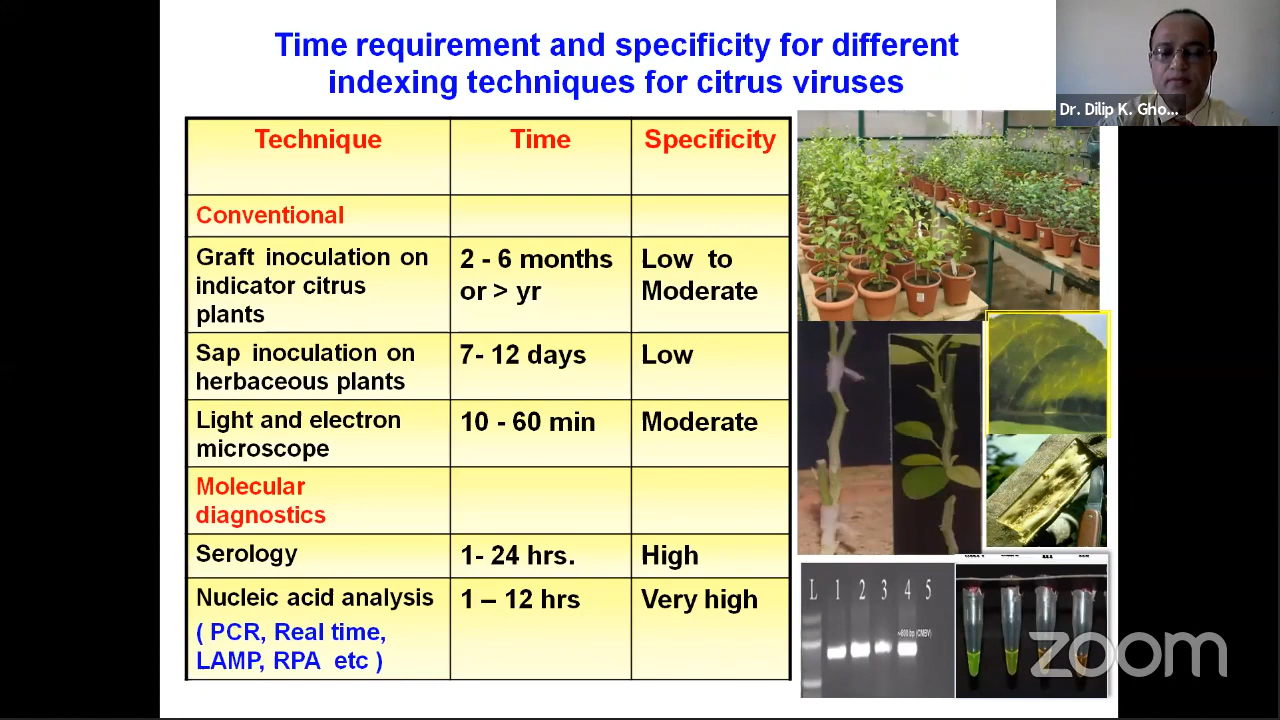 Time requirement and specificity for different
indexing techniques for citrus viruses
Dr. Dilip K. Gho...
Technique Time Specificity
Conventional
Graft inoculation on
indicator citrus
plants
2 - 6 months
or > yr
Low to
Moderate
Sap inoculation on
herbaceous plants
7- 12 days
Low
Light and electron
microscope
10 - 60 min
Moderate
Molecular
diagnostics
Serology
1- 24 hrs.
High
Nucleic acid analysis
( PCR, Real time,
LAMP, RPA etc )
1 – 12 hrs
Very high
L 1 2 3 4 5
~800 bp (CMBV)
zoom